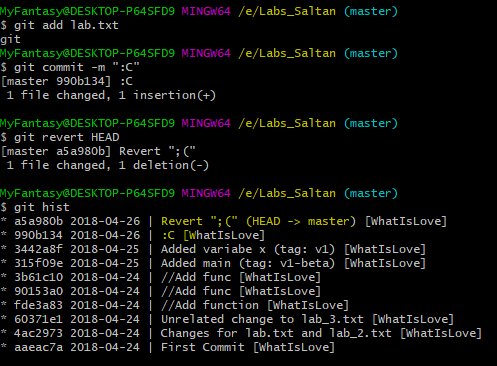 MyFantasy@DESKTOP-P64SFD9 MINGW64 /e/Labs_Saltan (master)
$ git add lab.txt
git
MyFantasy@DESKTOP-P64SFD9 MINGW64 /e/Labs_Saltan (master)
$ git commit -m ":C"
[master 990b134] :C
 1 file changed, 1 insertion(+)

MyFantasy@DESKTOP-P64SFD9 MINGW64 /e/Labs_Saltan (master)
$ git revert HEAD
[master a5a980b] Revert ";("
 1 file changed, 1 deletion(-)

MyFantasy@DESKTOP-P64SFD9 MINGW64 /e/Labs_Saltan (master)
$ git hist
* a5a980b 2018-04-26 | Revert ";(" (HEAD -> master) [WhatIsLove]
* 990b134 2018-04-26 | :C [WhatIsLove]
* 3442a8f 2018-04-25 | Added variabe x (tag: v1) [WhatIsLove]
* 315f09e 2018-04-25 | Added main (tag: v1-beta) [WhatIsLove]
* 3b61c10 2018-04-24 | //Add func [WhatIsLove]
* 90153a0 2018-04-24 | //Add func [WhatIsLove]
* fde3a83 2018-04-24 | //Add function [WhatIsLove]
* 60371e1 2018-04-24 | Unrelated change to lab_3.txt [WhatIsLove]
* 4ac2973 2018-04-24 | Changes for lab.txt and lab_2.txt [WhatIsLove]
* aaeac7a 2018-04-24 | First Commit [WhatIsLove]